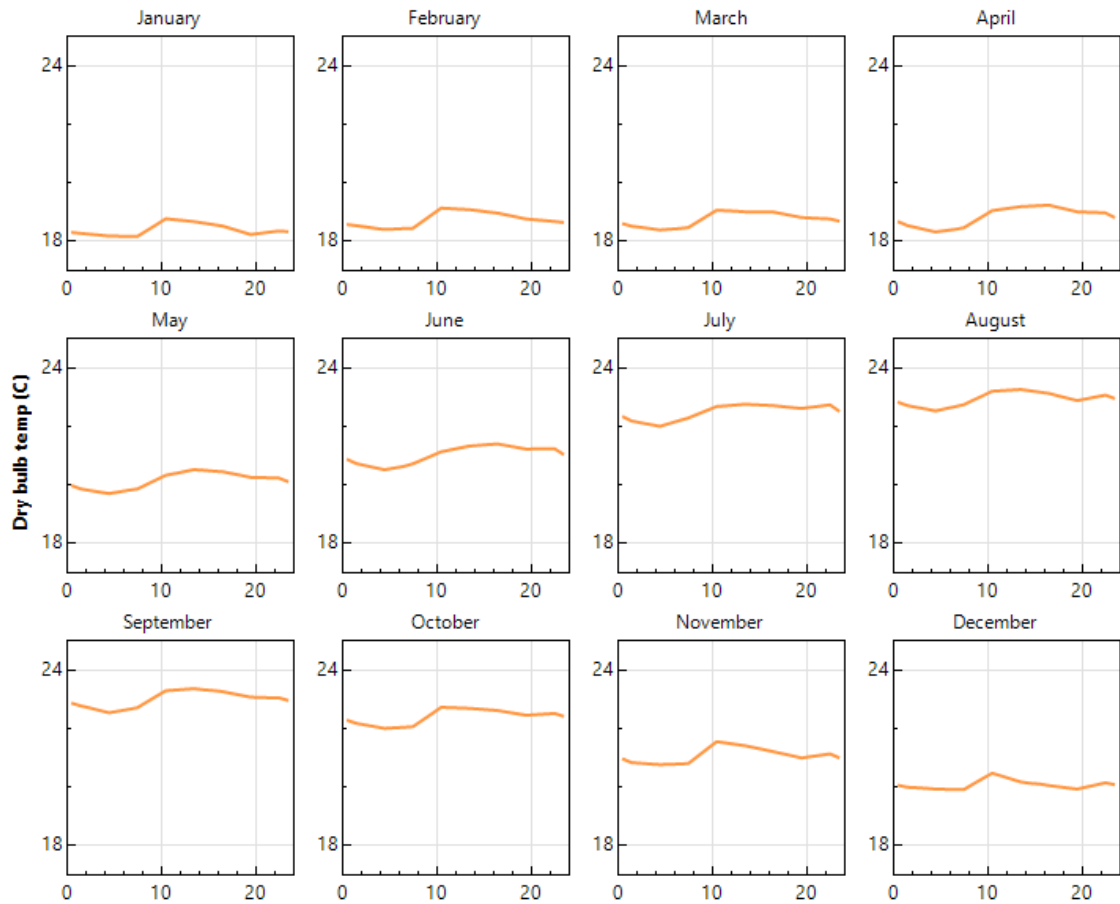 January February March April
24 24 24 24
18 18 18 18
0 10 20 0 10 20 0 10 20 0 10 20
May June July August
Dry bulb temp (C)
24 24 24 24
18 18 18 18
0 10 20 0 10 20 0 10 20 0 10 20
September October November December
24 24 24 24
18 18 18 18
0 10 20 0 10 20 0 10 20 0 10 20